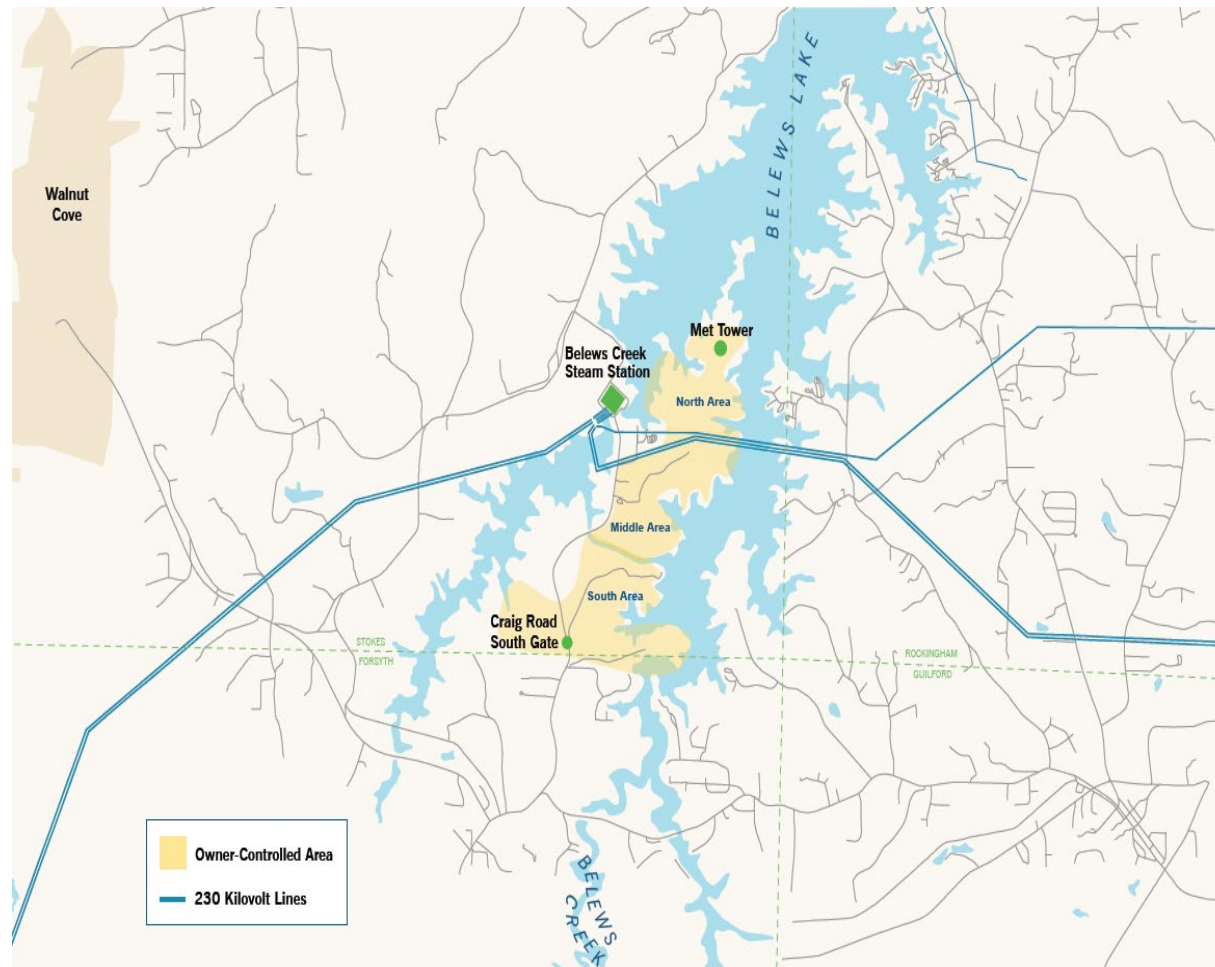 BELEWS LAKE
Walnut
Cove
Met Tower
Belews Creek
Steam Station
North Area
Middle Area
South Area
Craig Road
South Gate
STOKES
FORSYTH
ROCKINGHAM
GUILFORD
Owner-Controlled Area
230 Kilovolt Lines
BELEWS
CREEK